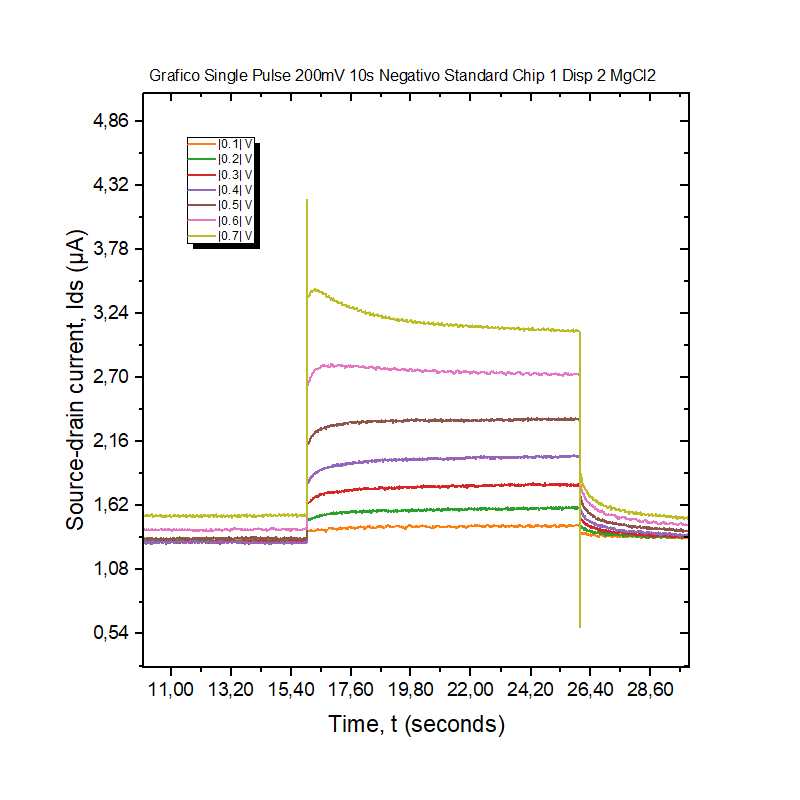 Grafico Single Pulse 200mV 10s Negativo Standard Chip 1 Disp 2 MgCl2
4,86
4,32
3,78
3,24
2,70
2,16
1,62
1,08
0,54
Source-drain current, Ids (μA)
|0.1| V
|0.2| V
|0.3| V
|0.4| V
|0.5| V
|0.6| V
|0.7| V
11,00 13,20 15,40 17,60 19,80 22,00 24,20 26,40 28,60
Time, t (seconds)